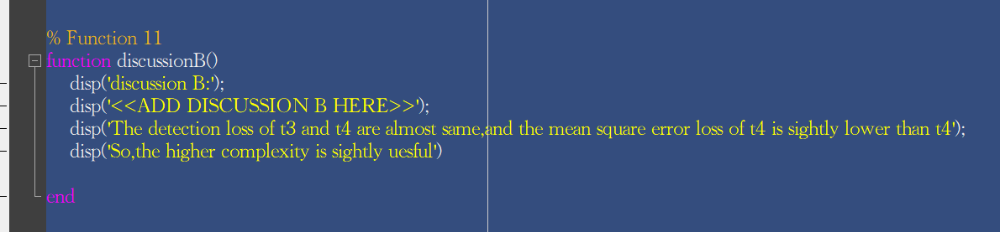 % Function 11
function discussionB()
disp('discussion B:');
disp('<<ADD DISCUSSION B HERE>>');
disp('The detection loss of t3 and t4 are almost same,and the mean square error loss of t4 is sightly lower than t4');
disp('So,the higher complexity is sightly uesful')
end